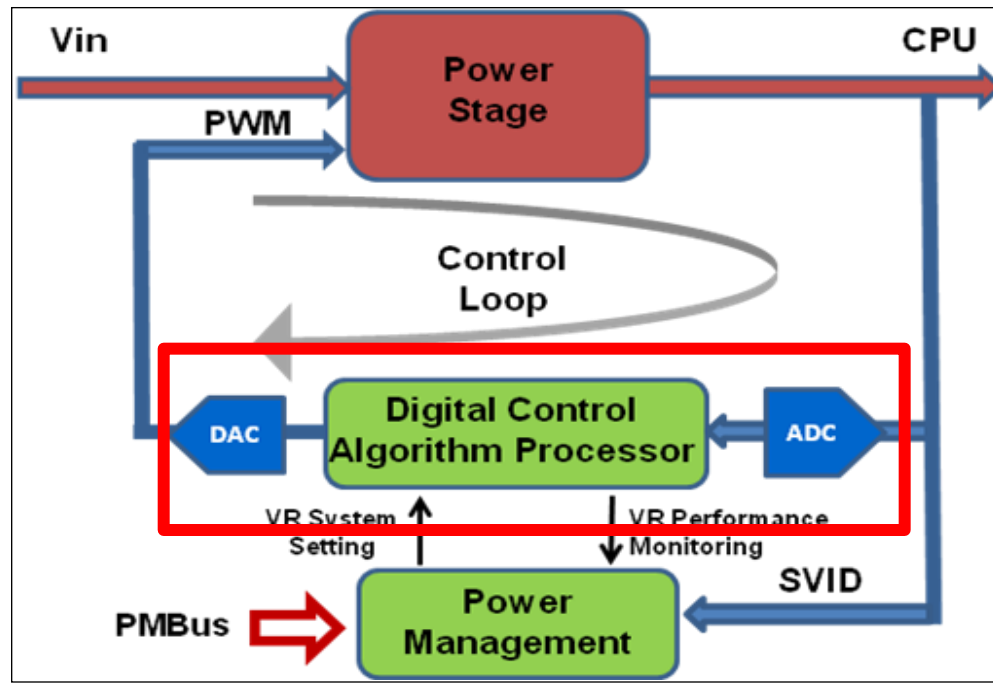 Vin
CPU
Power
Stage
PWM
Control
Loop
DAC
Digital Control
Algorithm Processor
ADC
VR System
Setting
VR Performance
Monitoring
SVID
PMBus
Power
Management